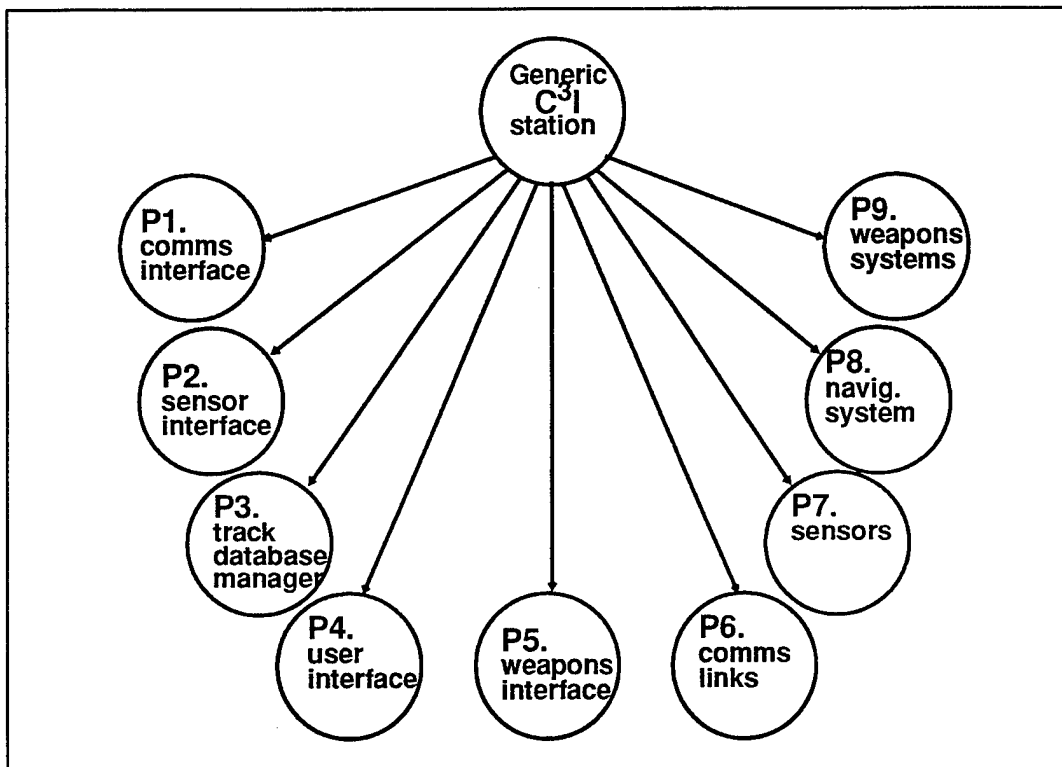 Generic
C³I
station
P1.
comms
interface
P2.
sensor
interface
P3.
track
database
manager
P4.
user
interface
P5.
weapons
interface
P6.
comms
links
P7.
sensors
P8.
navig.
system
P9.
weapons
systems